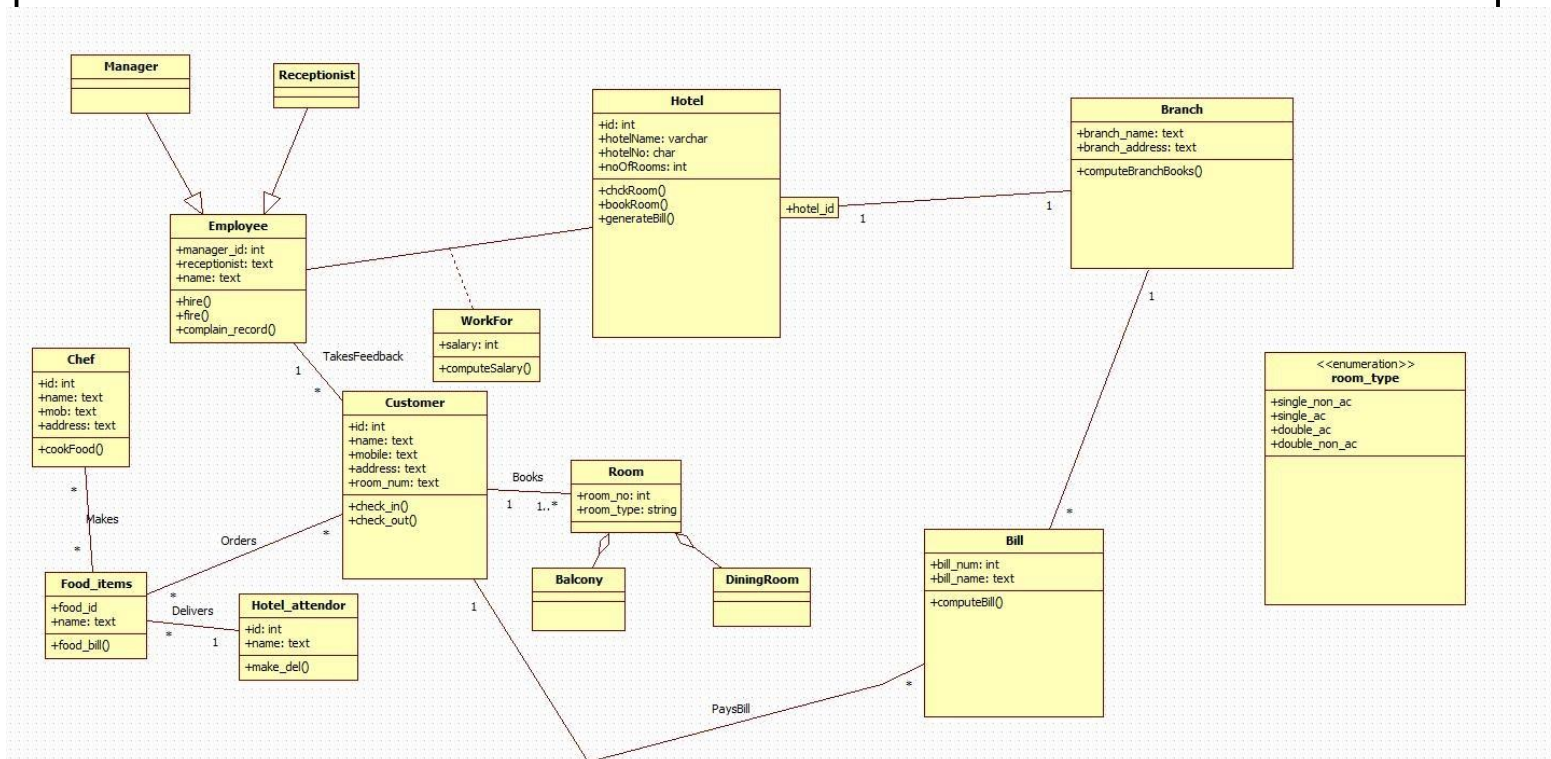 Manager
Receptionist
Hotel
+id: int
+hotelName: varchar
+hotelNo: char
+noOfRooms: int
+chckRoom()
+bookRoom()
+generateBill()
+hotel_id
1
1
Branch
+branch_name: text
+branch_address: text
+computeBranchBooks()
Employee
+manager_id: int
+receptionist: text
+name: text
+hire()
+fire()
+complain_record()
WorkFor
+salary: int
+computeSalary()
1
TakesFeedback
*
Chef
+id: int
+name: text
+mob: text
+address: text
+cookFood()
*
Makes
*
Customer
+id: int
+name: text
+mobile: text
+address: text
+room_num: text
+check_in()
+check_out()
Books
1
1..*
Room
+room_no: int
+room_type: string
Balcony
DiningRoom
*
Orders
*
Food_items
+food_id
+name: text
+food_bill()
Delivers
*
1
Hotel_attendor
+id: int
+name: text
+make_del()
1
PaysBill
*
1
*
Bill
+bill_num: int
+bill_name: text
+computeBill()
<<enumeration>>
room_type
+single_non_ac
+single_ac
+double_ac
+double_non_ac